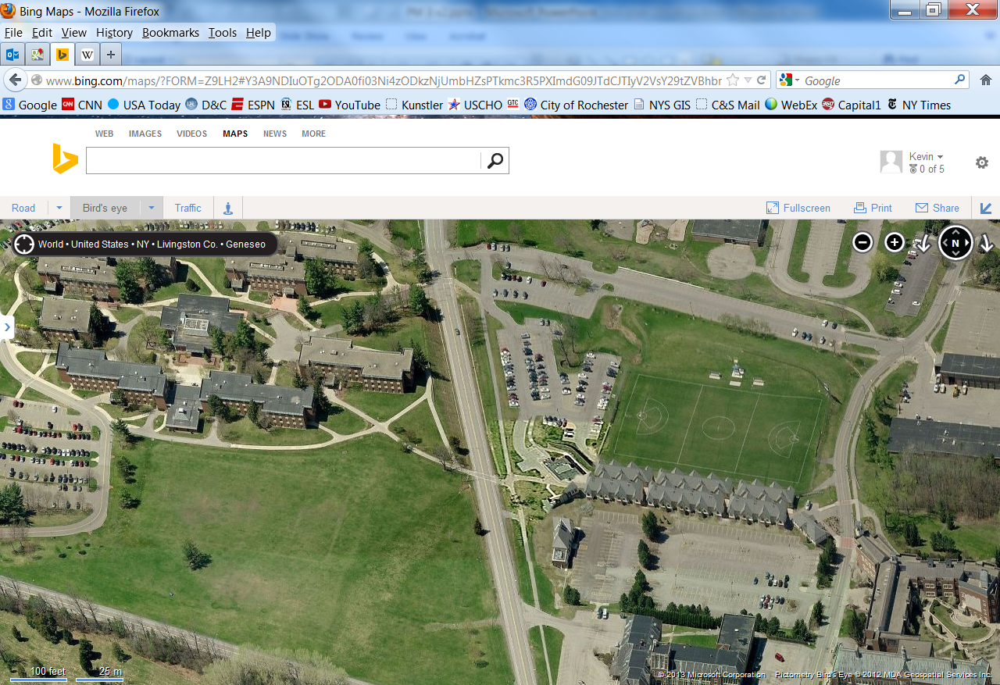 Bing Maps - Mozilla Firefox
File Edit View History Bookmarks Tools Help
www.bing.com/maps/?FORM=Z9LH2#Y3A9NDIuOTg2ODA0fi03Ni4zODkzNjUmbHZsPTkmc3R5PXImdG09JTdCJTIyV2VsY29tZVBhbr
Google
Google CNN USA Today D&C ESPN ESL YouTube Kunstler USCHO GTC City of Rochester NYS GIS C&S Mail WebEx Capital1 NY Times
WEB IMAGES VIDEOS MAPS NEWS MORE
Kevin
0 of 5
Road Bird's eye Traffic Fullscreen Print Share
World • United States • NY • Livingston Co. • Geneseo
N
100 feet 25 m
© 2013 Microsoft Corporation Pictometry Bird's Eye © 2012 MDA Geospatial Services Inc.